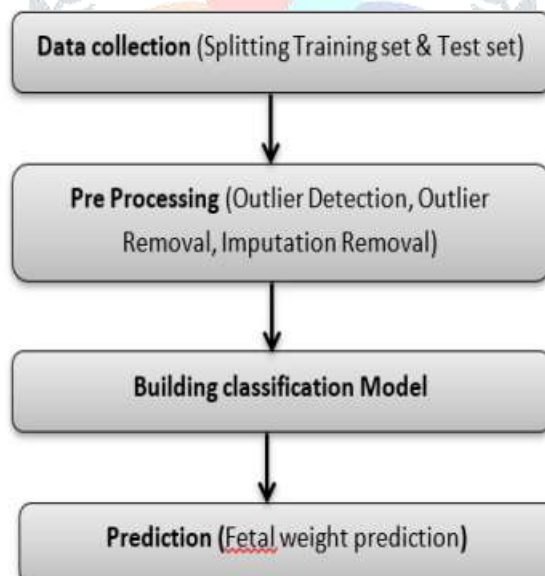 Data collection (Splitting Training set & Test set)
Pre Processing (Outlier Detection, Outlier
Removal, Imputation Removal)
Building classification Model
Prediction (Fetal weight prediction)